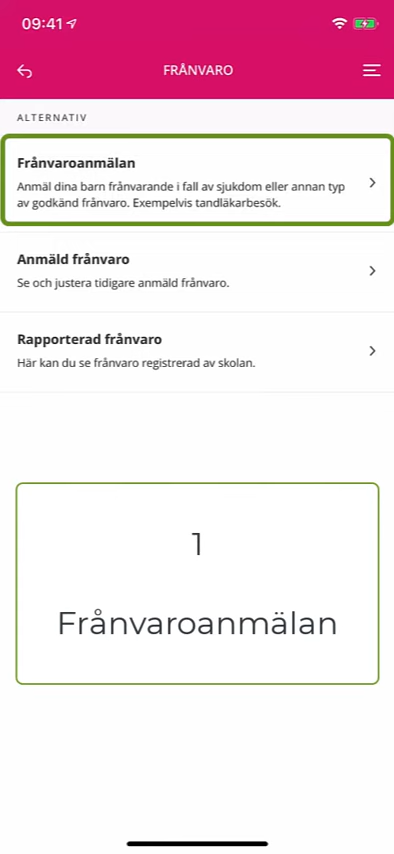 09:41
FRÅNVARO
ALTERNATIV
Frånvaroanmälan
Anmäl dina barn frånvarande i fall av sjukdom eller annan typ
av godkänd frånvaro. Exempelvis tandläkarbesök.
Anmäld frånvaro
Se och justera tidigare anmäld frånvaro.
Rapporterad frånvaro
Här kan du se frånvaro registrerad av skolan.
1
Frånvaroanmälan